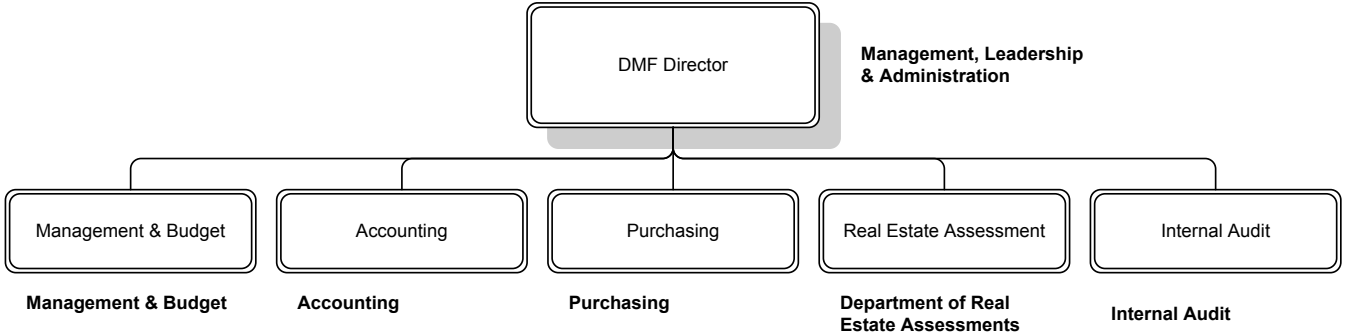 DMF Director
Management, Leadership
& Administration
Management & Budget
Accounting
Purchasing
Real Estate Assessment
Internal Audit
Management & Budget
Accounting
Purchasing
Department of Real
Estate Assessments
Internal Audit